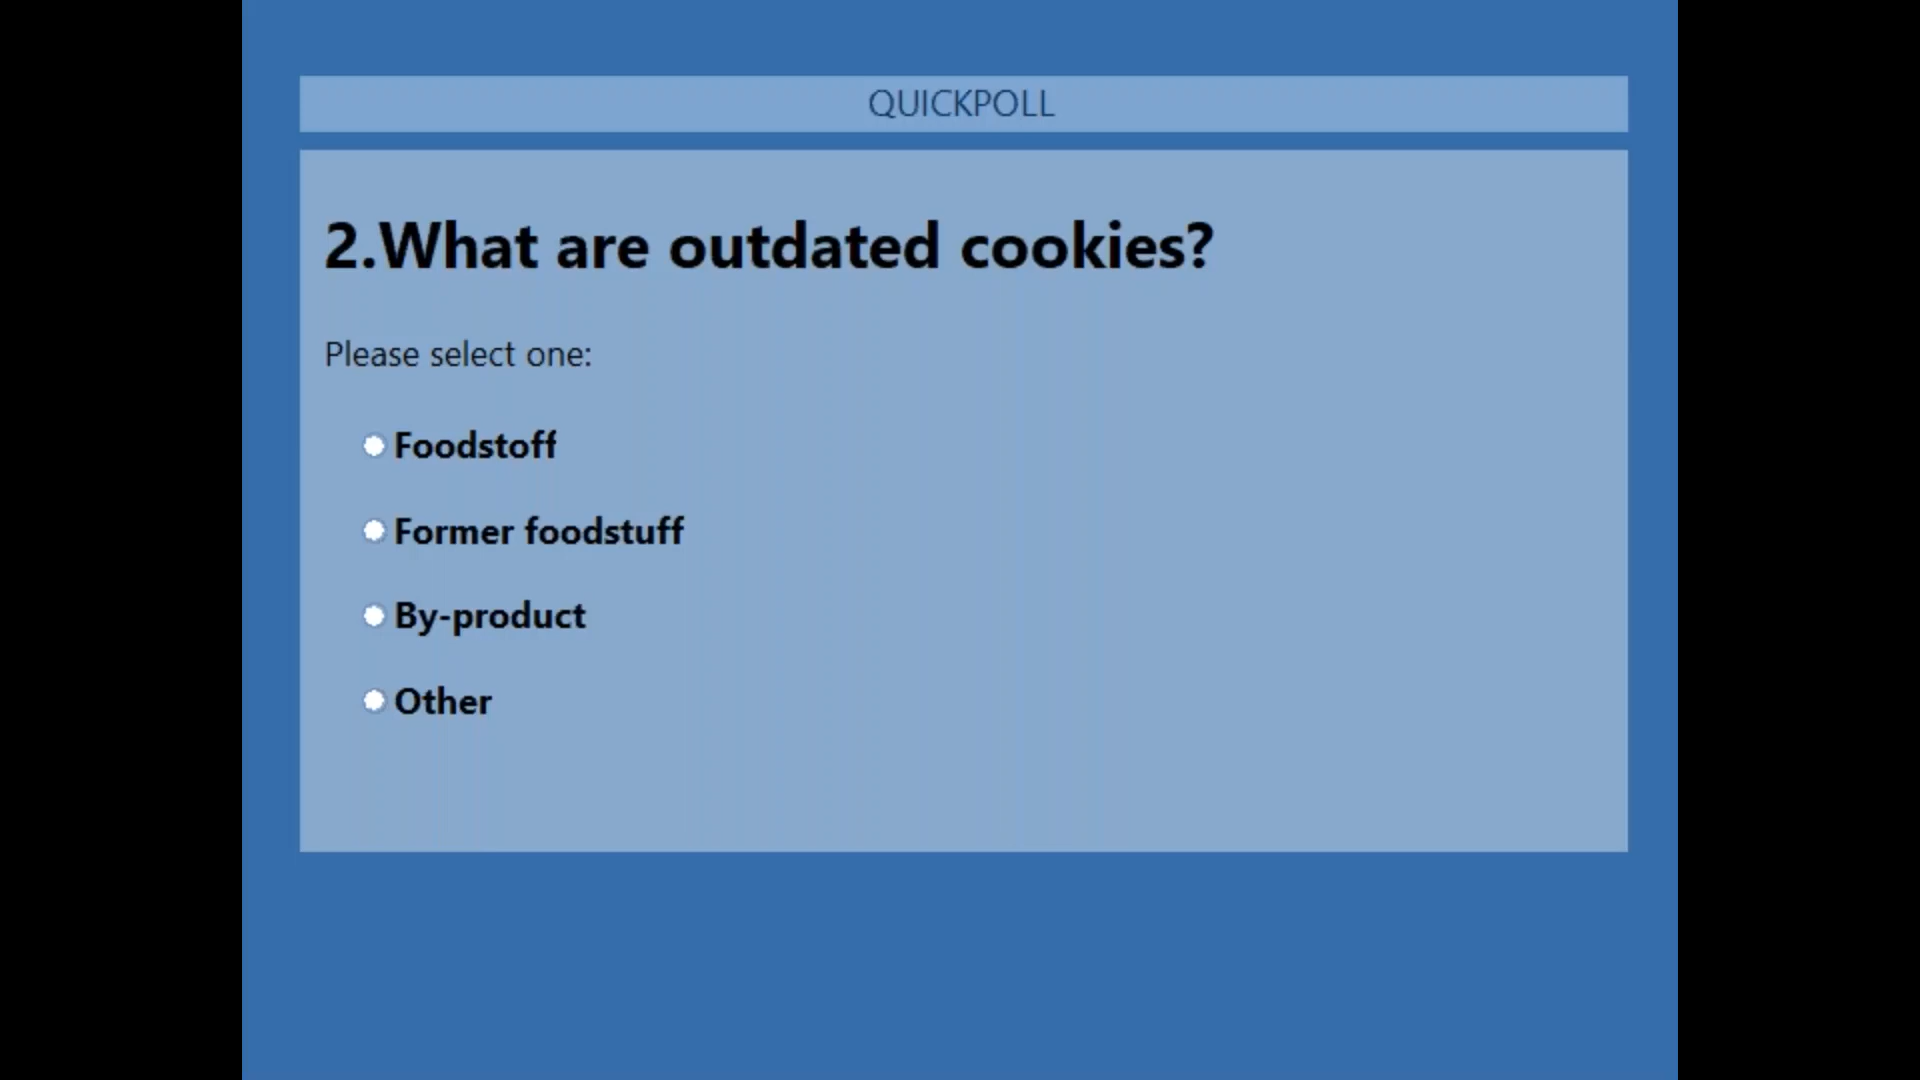 QUICKPOLL
2.What are outdated cookies?
Please select one:
Foodstoff
Former foodstuff
By-product
Other